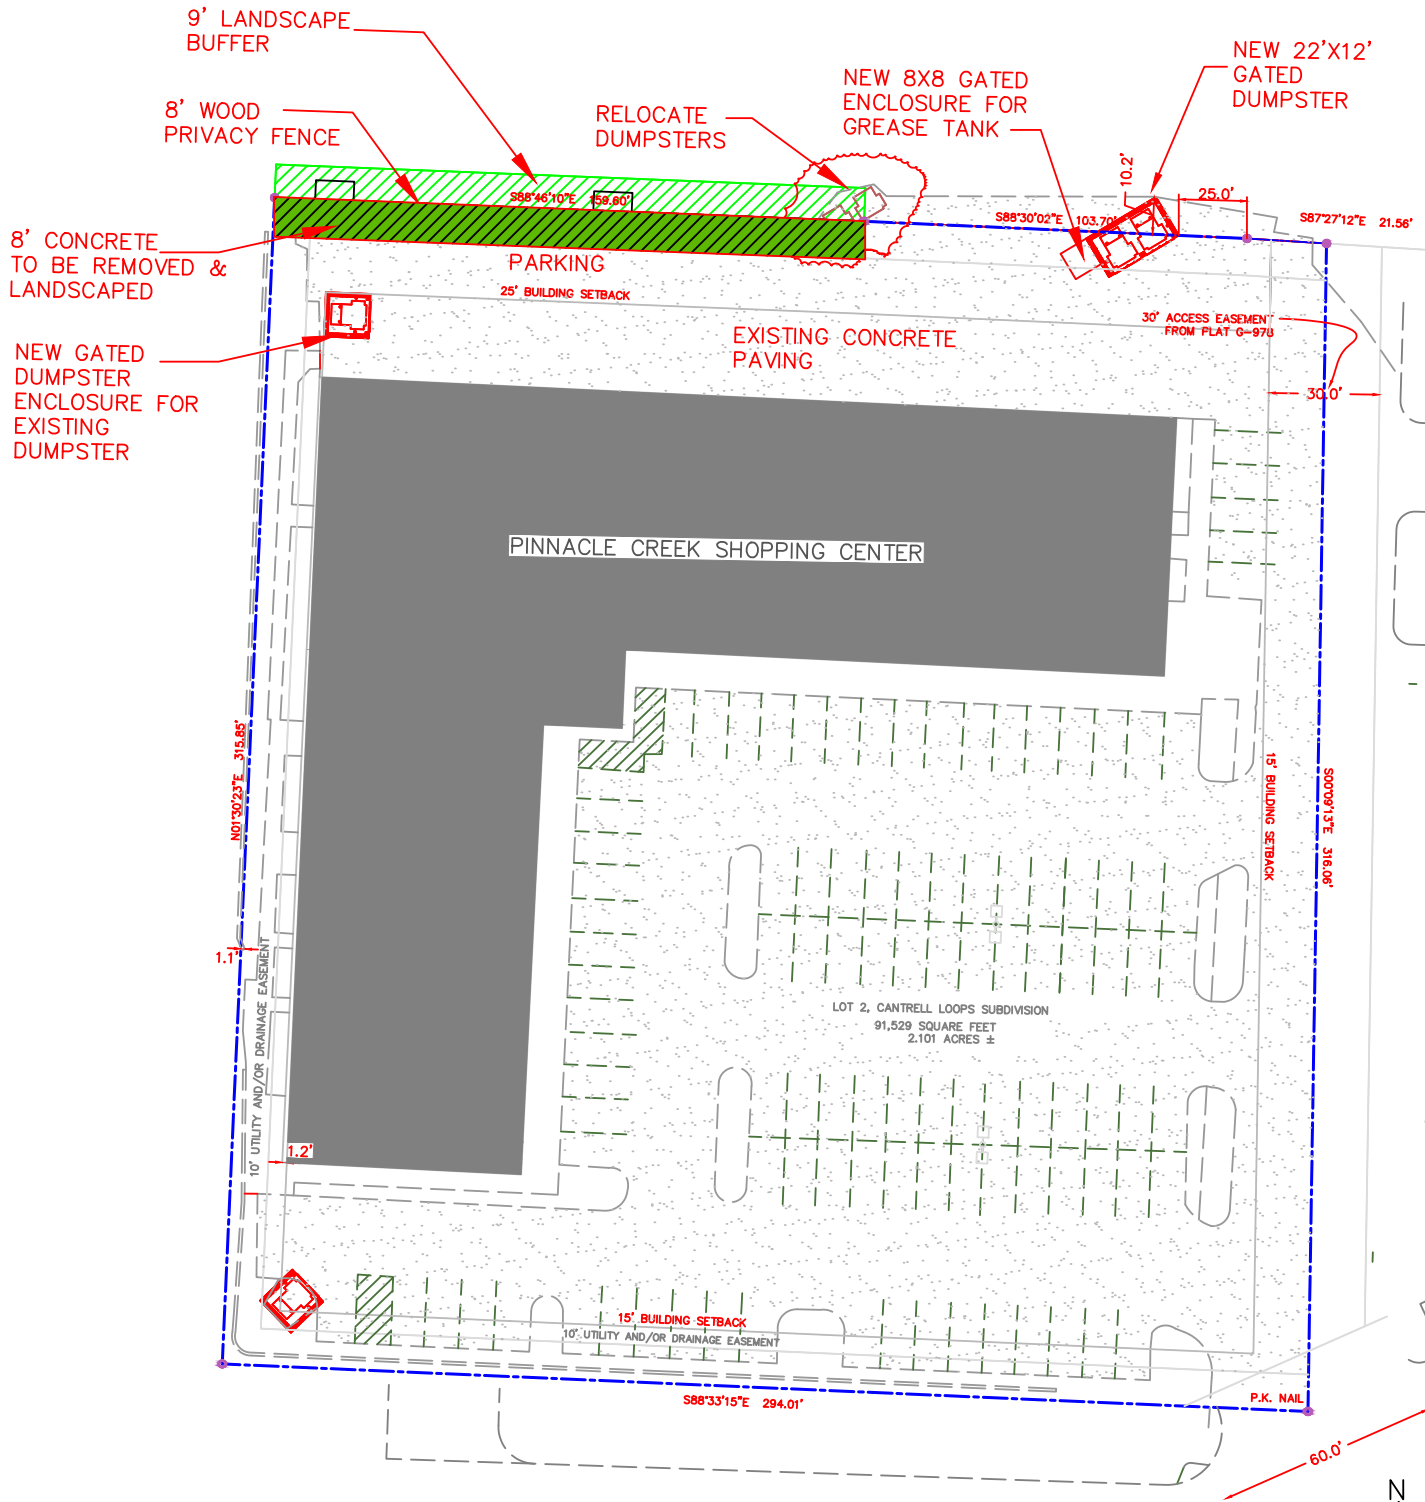 9' LANDSCAPE
BUFFER
NEW 22'X12'
GATED
DUMPSTER
NEW 8X8 GATED
ENCLOSURE FOR
GREASE TANK
8' WOOD
PRIVACY FENCE
RELOCATE
DUMPSTERS
10.2'
25.0'
S88°46'10"E 159.60'
S88°30'02"E 103.70'
S87°27'12"E 21.56'
8' CONCRETE
TO BE REMOVED &
LANDSCAPED
PARKING
25' BUILDING SETBACK
30' ACCESS EASEMENT
FROM PLAT G-970
EXISTING CONCRETE
PAVING
NEW GATED
DUMPSTER
ENCLOSURE FOR
EXISTING
DUMPSTER
30.0'
PINNACLE CREEK SHOPPING CENTER
N01°30'23"E 315.85'
15' BUILDING SETBACK
S00°09'13"E 316.06'
1.1'
10' UTILITY AND/OR DRAINAGE EASEMENT
LOT 2, CANTRELL LOOPS SUBDIVISION
91,529 SQUARE FEET
2.101 ACRES ±
1.2'
15' BUILDING SETBACK
10' UTILITY AND/OR DRAINAGE EASEMENT
S88°33'15"E 294.01'
P.K. NAIL
60.0'
N